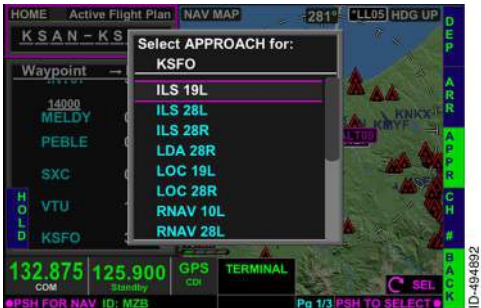 HOME Active Flight Plan NAV MAP 281° *LL05 HDG UP
KSAN-KS
Select APPROACH for:
KSFO
Waypoint →
14000
MELDY
PEBLE
SXC
VTU
KSFO
ILS 19L
ILS 28L
ILS 28R
LDA 28R
LOC 19L
LOC 28R
RNAV 10L
RNAV 28L
KNKX
KMYF
LT05
DEP
ARR
APPR
CH #
BACK
HOLD
132.875 125.900 GPS TERMINAL
COM Standby CDI SEL
PSH FOR NAV ID: MZB Pg 1/3 PSH TO SELECT
ID-494892